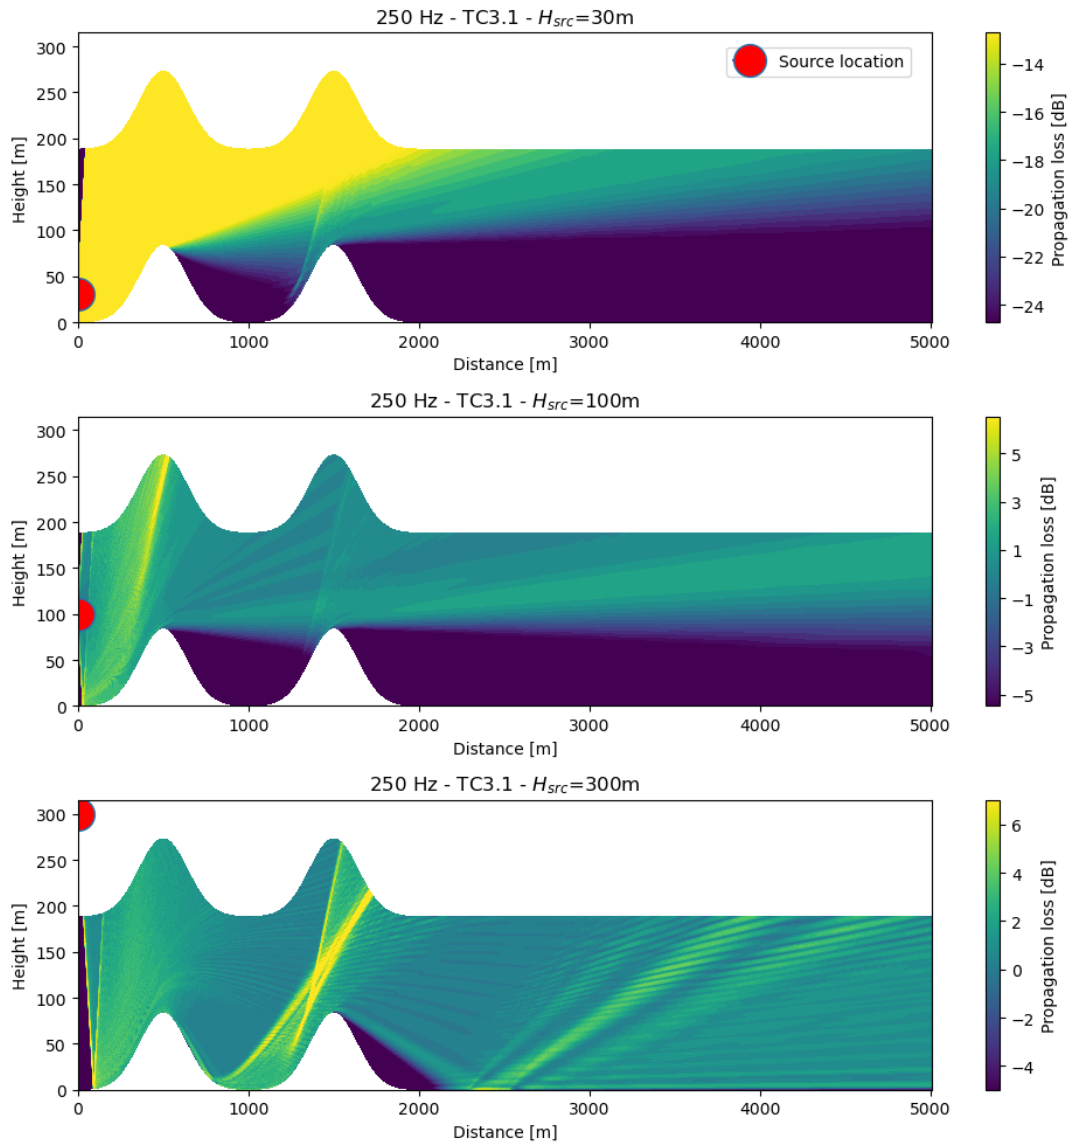 250 Hz - TC3.1 - H_src=30m
Source location
Height [m]
300
250
200
150
100
50
0
0 1000 2000 3000 4000 5000
Distance [m]
−14
−16
−18
−20
−22
−24
Propagation loss [dB]
250 Hz - TC3.1 - H_src=100m
Height [m]
300
250
200
150
100
50
0
0 1000 2000 3000 4000 5000
Distance [m]
5
3
1
−1
−3
−5
Propagation loss [dB]
250 Hz - TC3.1 - H_src=300m
Height [m]
300
250
200
150
100
50
0
0 1000 2000 3000 4000 5000
Distance [m]
6
4
2
0
−2
−4
Propagation loss [dB]